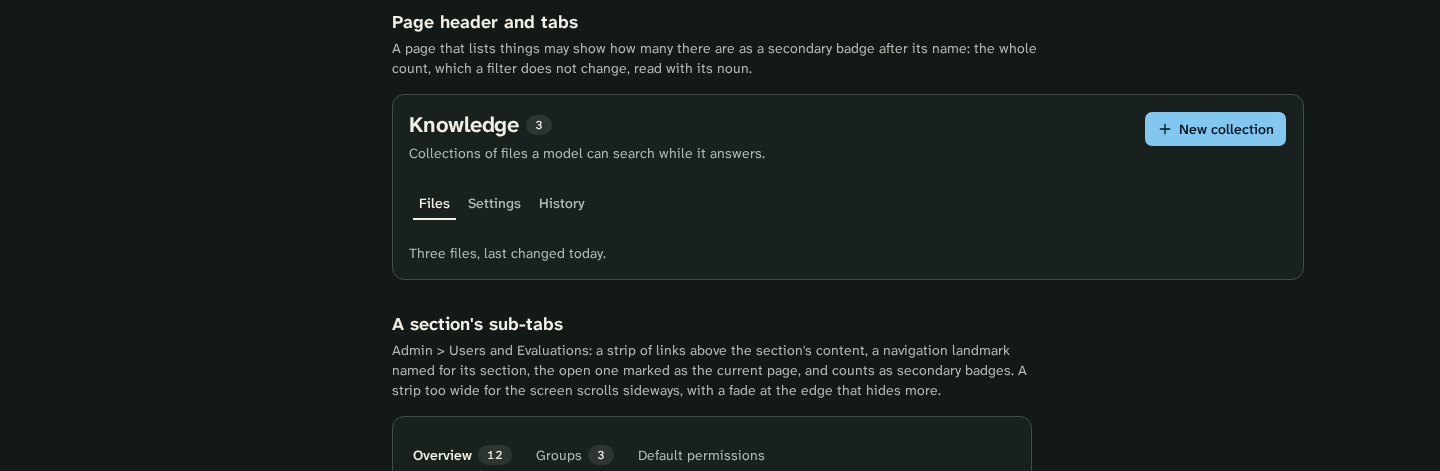 Page header and tabs
A page that lists things may show how many there are as a secondary badge after its name: the whole
count, which a filter does not change, read with its noun.
Knowledge 3
+ New collection
Collections of files a model can search while it answers.
Files Settings History
Three files, last changed today.
A section's sub-tabs
Admin > Users and Evaluations: a strip of links above the section's content, a navigation landmark
named for its section, the open one marked as the current page, and counts as secondary badges. A
strip too wide for the screen scrolls sideways, with a fade at the edge that hides more.
Overview 12 Groups 3 Default permissions